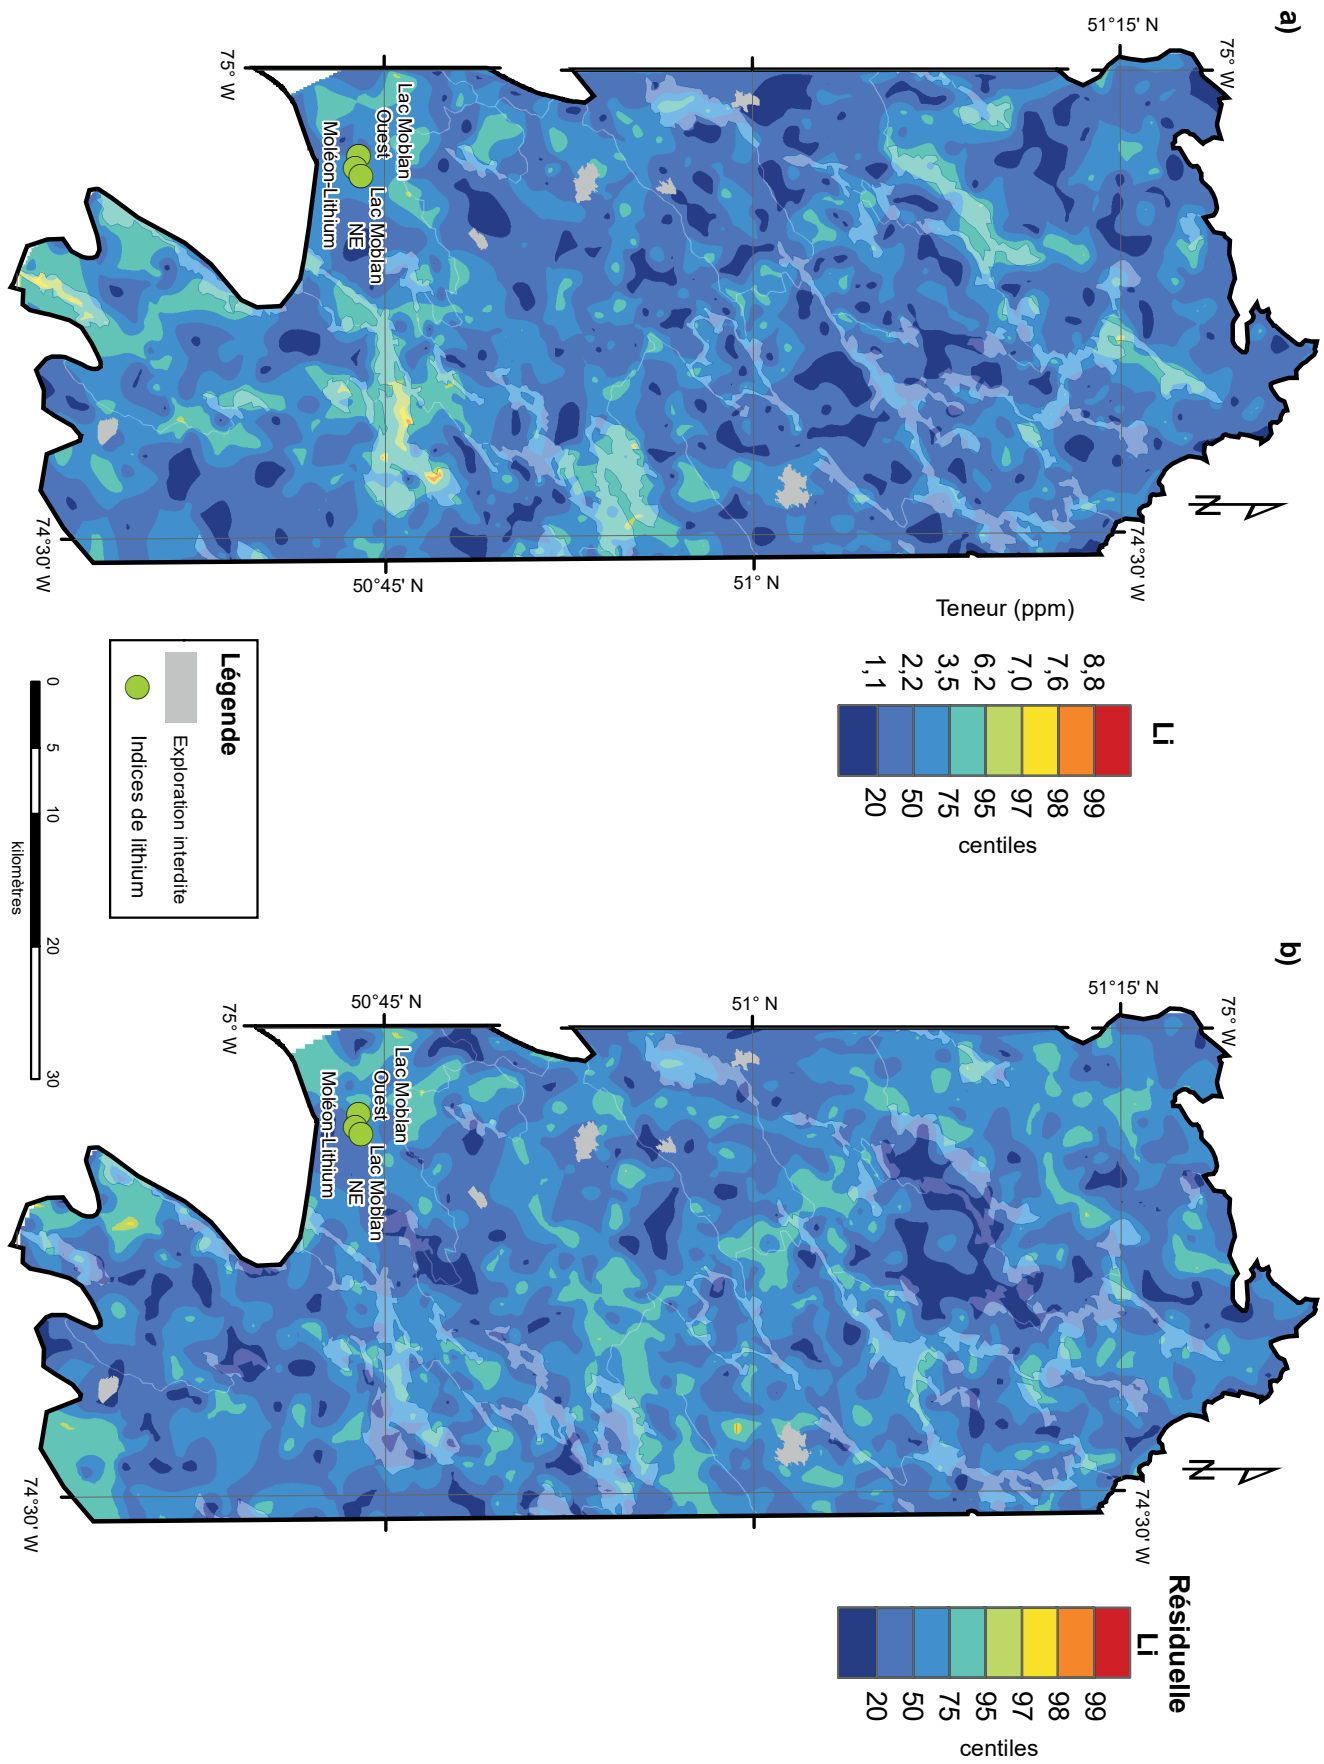 a)
75° W
51°15' N
75° W
Lac Moblan
Ouest
Moléon-Lithium
Lac Moblan
NE
N
74°30' W
50°45' N
51° N
74°30' W
Teneur (ppm)
Li
8,8
7,6
7,0
6,2
3,5
2,2
1,1
99
98
97
95
75
50
20
centiles
Légende
Exploration interdite
Indices de lithium
0
5
10
20
30
kilomètres
b)
75° W
50°45' N
51° N
51°15' N
75° W
Lac Moblan
Ouest
Moléon-Lithium
Lac Moblan
NE
N
74°30' W
74°30' W
Résiduelle
Li
99
98
97
95
75
50
20
centiles